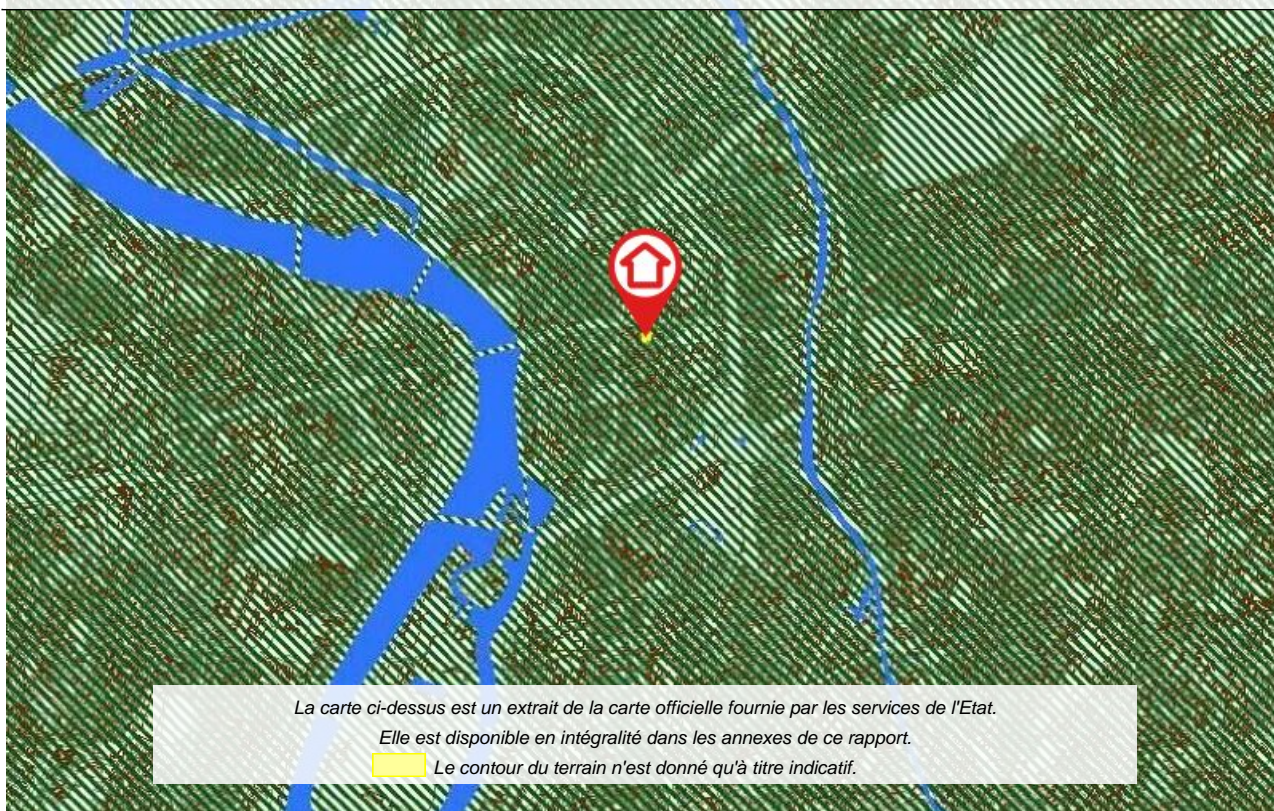 La carte ci-dessus est un extrait de la carte officielle fournie par les services de l'Etat.
Elle est disponible en intégralité dans les annexes de ce rapport.
Le contour du terrain n'est donné qu'à titre indicatif.